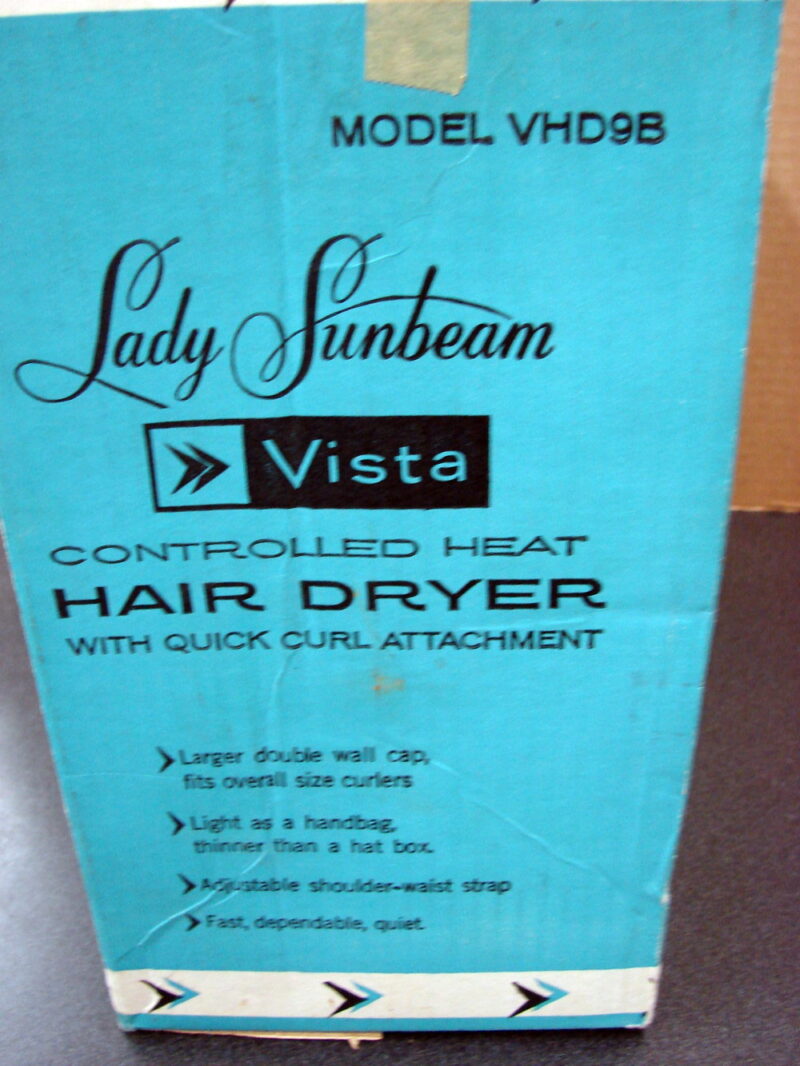 MODEL VHD9B
Lady Sunbeam
Vista
CONTROLLED HEAT
HAIR DRYER
WITH QUICK CURL ATTACHMENT
Larger double wall cap,
fits overall size curlers
Light as a handbag,
thinner than a hat box.
Adjustable shoulder-waist strap
Fast, dependable, quiet